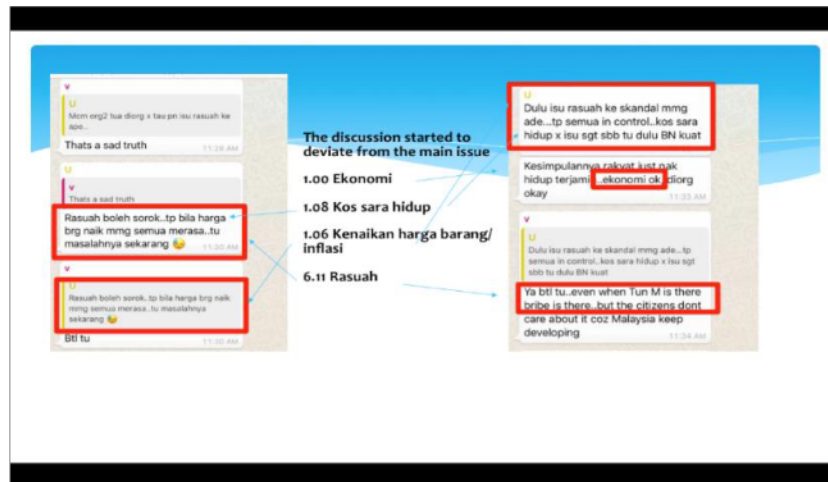 V
U
Mcm org2 tua diorg x tau pn isu rasuah ke
apo..
Thats a sad truth
11:28 AM
U
V
Thats a sad truth
Rasuah boleh sorok..tp bila harga
brg naik mmg semua merasa..tu
masalahnya sekarang 😂
11:30 AM
V
U
Rasuah boleh sorok..tp bila harga brg naik
mmg semua merasa..tu masalahnya
sekarang 😂
Btl tu
11:30 AM
The discussion started to
deviate from the main issue
1.00 Ekonomi
1.08 Kos sara hidup
1.06 Kenaikan harga barang/
inflasi
6.11 Rasuah
U
Dulu isu rasuah ke skandal mmg
ade...tp semua in control..kos sara
hidup x isu sgt sbb tu dulu BN kuat
Kesimpulannya rakyat just nak
hidup terjamin...ekonomi ok, diorg
okay
11:33 AM
V
U
Dulu isu rasuah ke skandal mmg ade...tp
semua in control..kos sara hidup x isu sgt
sbb tu dulu BN kuat
Ya btl tu..even when Tun M is there
bribe is there..but the citizens dont
care about it coz Malaysia keep
developing
11:34 AM